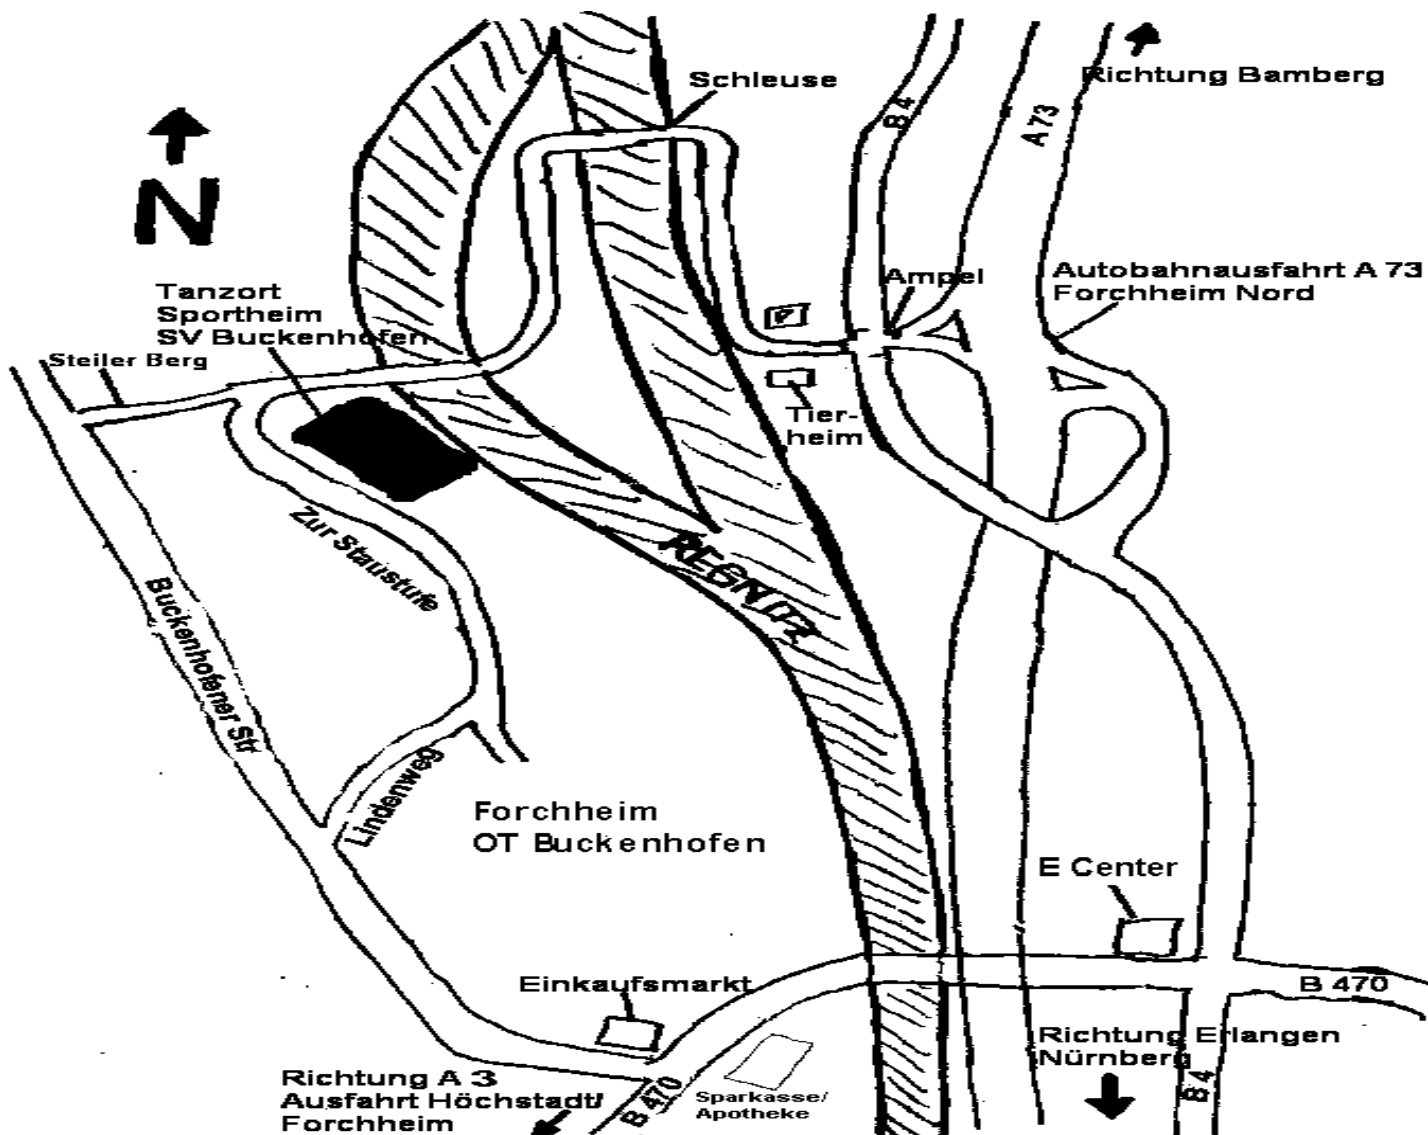 Richtung Bamberg
Schleuse
B 4
A 73
N
Ampel
Autobahnausfahrt A 73
Forchheim Nord
Tanzort
Sportheim
SV Buckenhofen
Steiler Berg
Tier-
heim
Zur Staustufe
REGNITZ
Buckenhofener Str
Lindenweg
Forchheim
OT Buckenhofen
E Center
Einkaufsmarkt
B 470
Richtung Erlangen
Nürnberg
Richtung A 3
Ausfahrt Höchstadt/
Forchheim
B 470
Sparkasse/
Apotheke
B 4